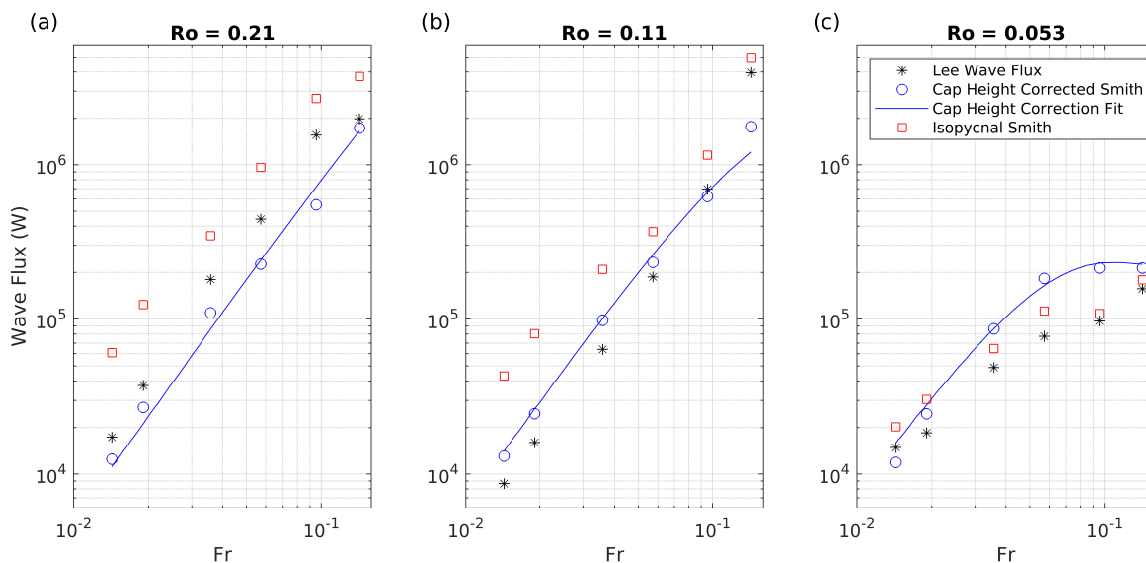 (a)
Ro = 0.21
(b)
Ro = 0.11
(c)
Ro = 0.053
Lee Wave Flux
Cap Height Corrected Smith
Cap Height Correction Fit
Isopycnal Smith
Wave Flux (W)
10^6
10^5
10^4
10^-2
10^-1
Fr
10^6
10^5
10^4
10^-2
10^-1
Fr
10^6
10^5
10^4
10^-2
10^-1
Fr